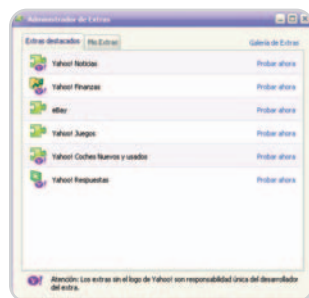 Administrador de Extras
Extras destacados Mis Extras Galería de Extras
Yahoo! Noticias Probar ahora
Yahoo! Finanzas Probar ahora
Probar ahora
Yahoo! Juegos Probar ahora
Yahoo! Coches Nuevos y usados Probar ahora
Yahoo! Respuestas Probar ahora
Atención: Los extras sin el logo de Yahoo! son responsabilidad única del desarrollador
del extra.